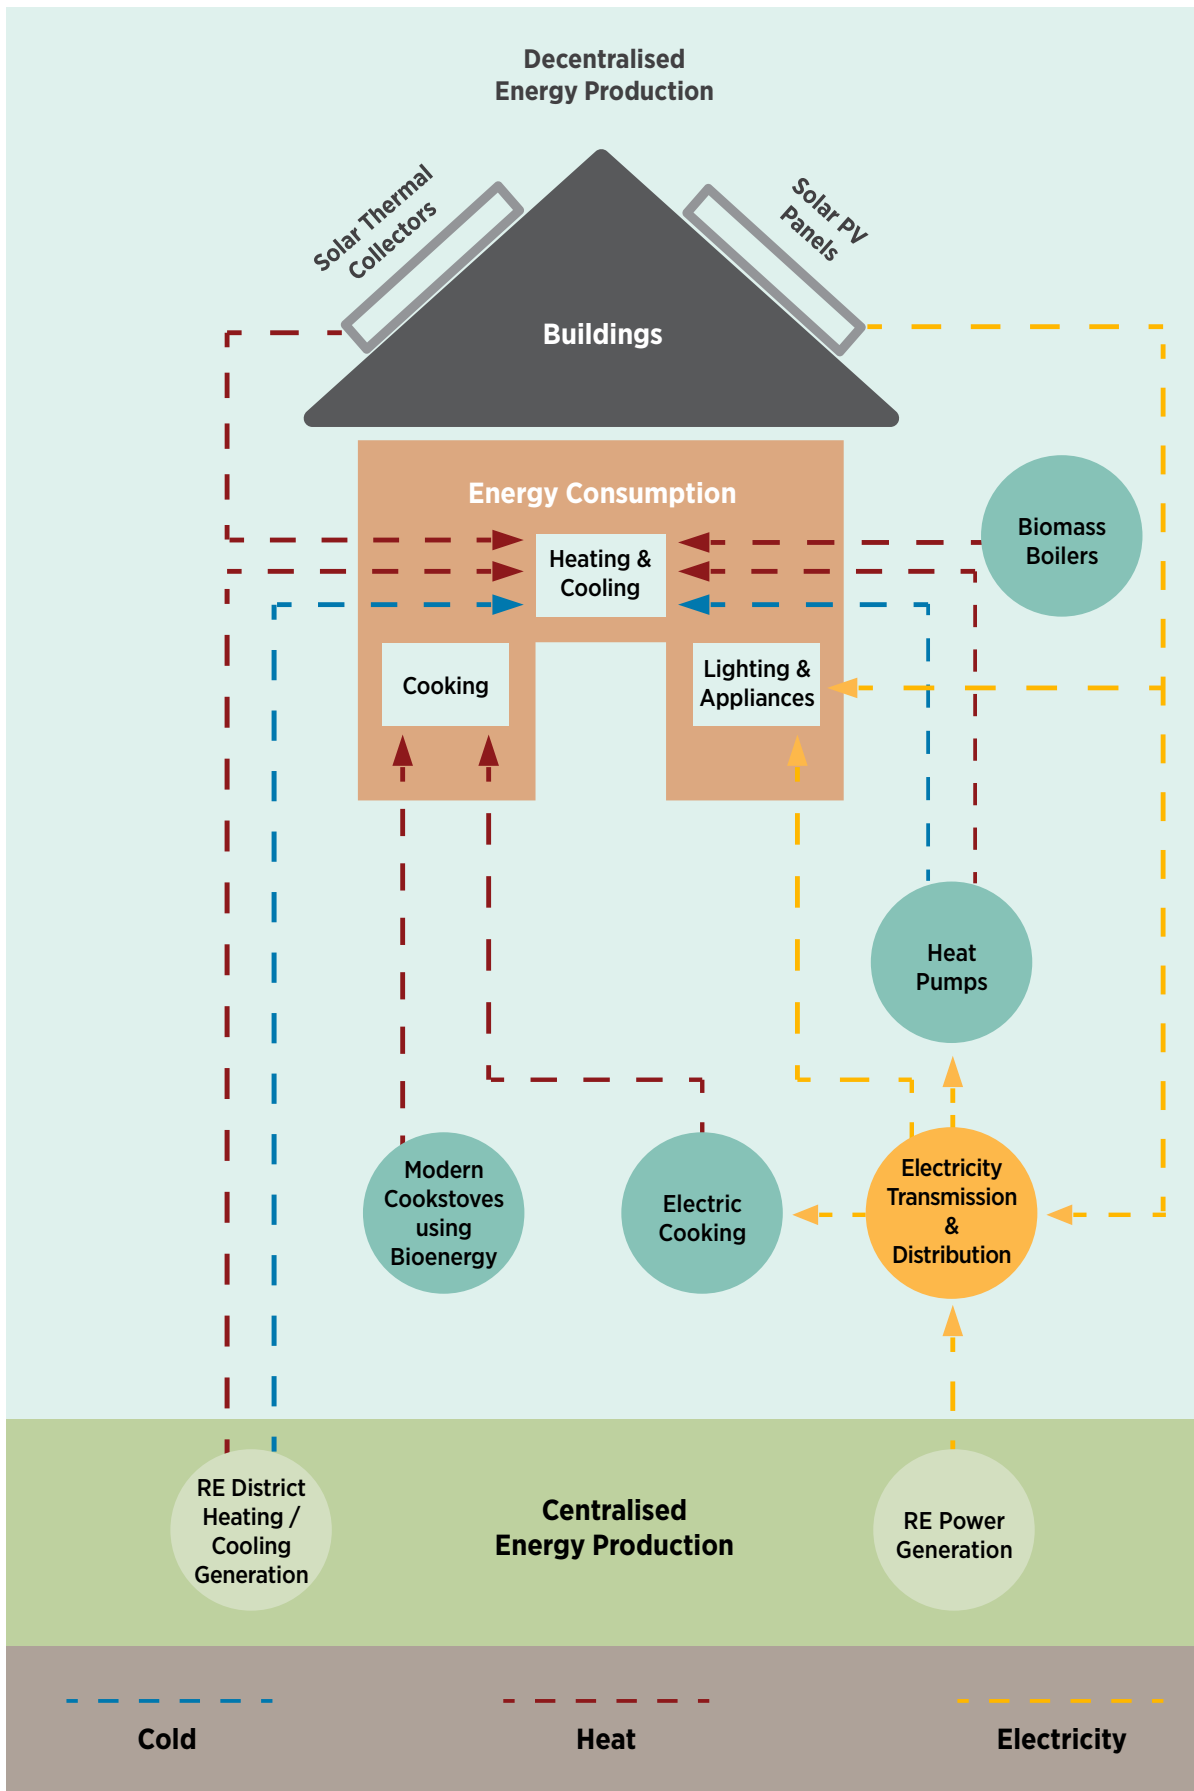 Decentralised
Energy Production
Solar Thermal
Collectors
Solar PV
Panels
Buildings
Energy Consumption
Biomass
Boilers
Heating &
Cooling
Cooking
Lighting &
Appliances
Heat
Pumps
Modern
Cookstoves
using
Bioenergy
Electric
Cooking
Electricity
Transmission
&
Distribution
RE District
Heating /
Cooling
Generation
Centralised
Energy Production
RE Power
Generation
Cold
Heat
Electricity